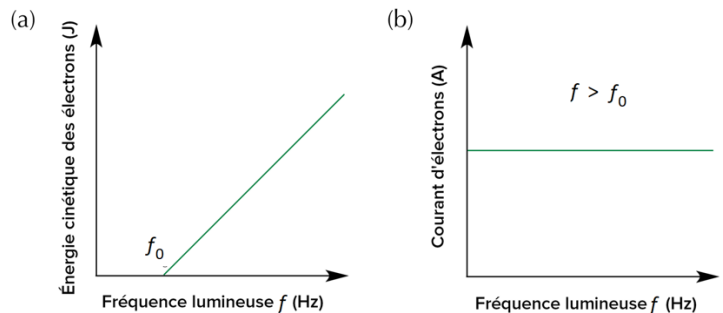 (a)
Énergie cinétique des électrons (J)
f₀
Fréquence lumineuse f (Hz)
(b)
Courant d'électrons (A)
f > f₀
Fréquence lumineuse f (Hz)